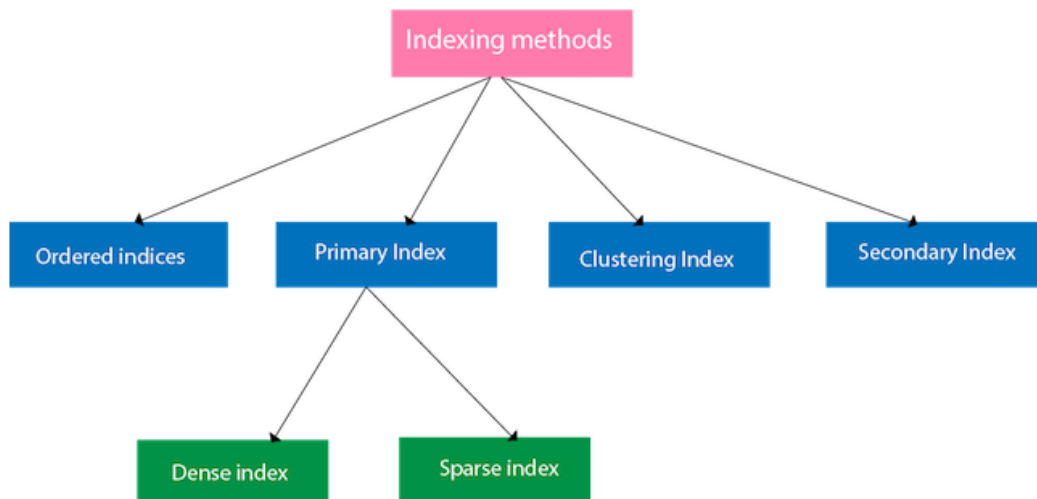 Indexing methods
Ordered indices
Primary Index
Clustering Index
Secondary Index
Dense index
Sparse index